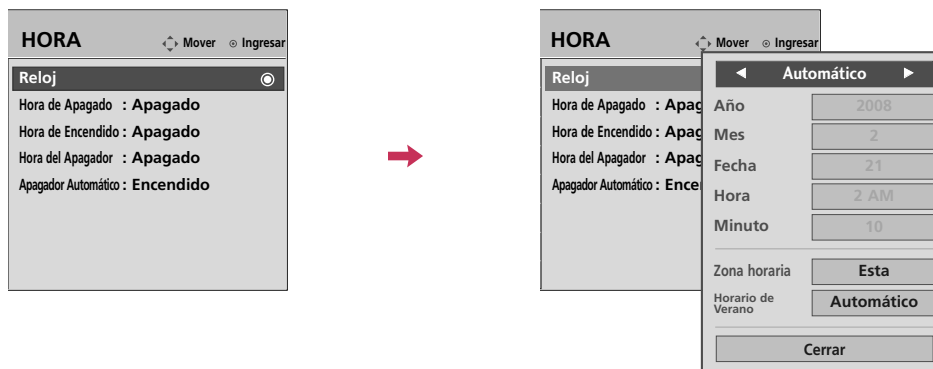 HORA
Mover
Ingresar
Reloj
Hora de Apagado : Apagado
Hora de Encendido : Apagado
Hora del Apagador : Apagado
Apagador Automático : Encendido
HORA
Mover
Ingresar
Reloj
Hora de Apagado : Apag
Hora de Encendido : Apag
Hora del Apagador : Apag
Apagador Automático : Ence
Automático
Año 2008
Mes 2
Fecha 21
Hora 2 AM
Minuto 10
Zona horaria Esta
Horario de
Verano Automático
Cerrar